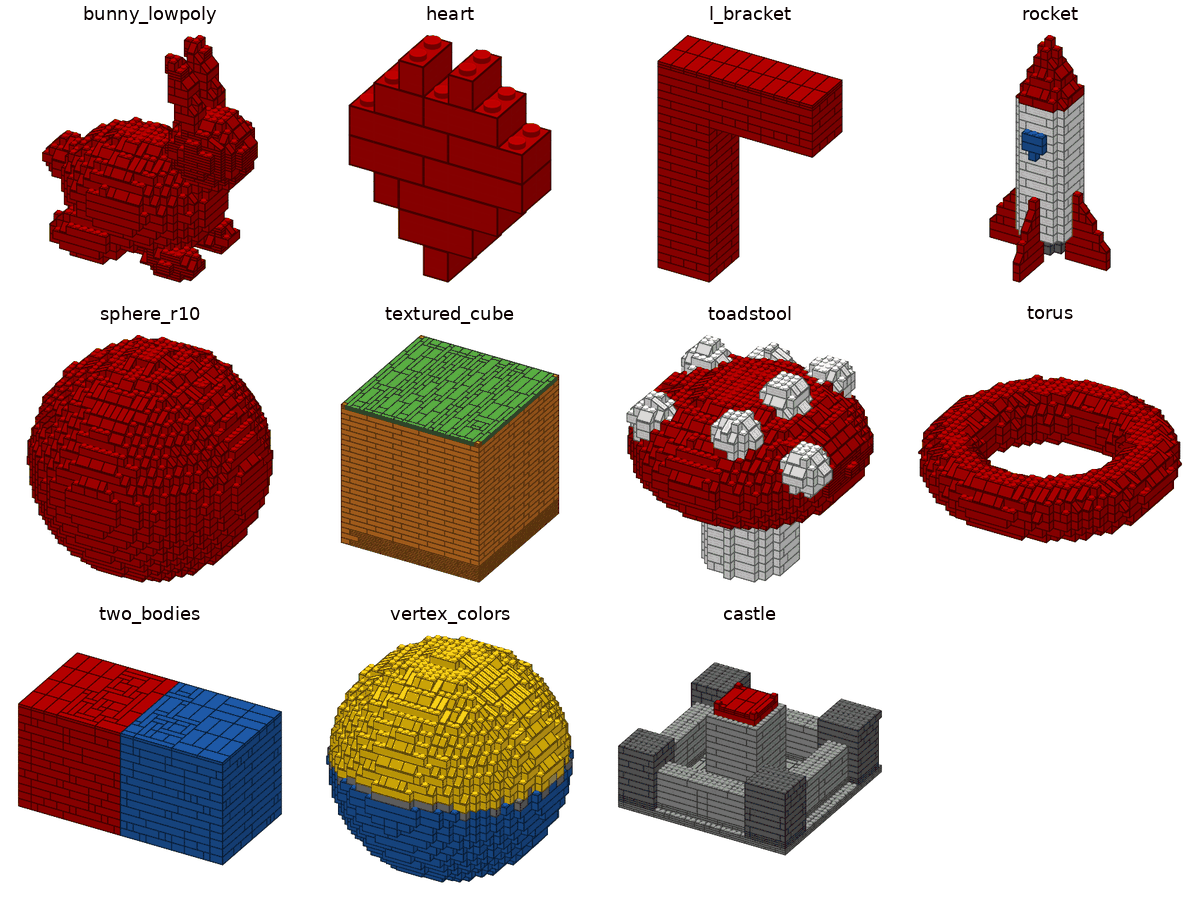 bunny_lowpoly
heart
l_bracket
rocket
sphere_r10
textured_cube
toadstool
torus
two_bodies
vertex_colors
castle